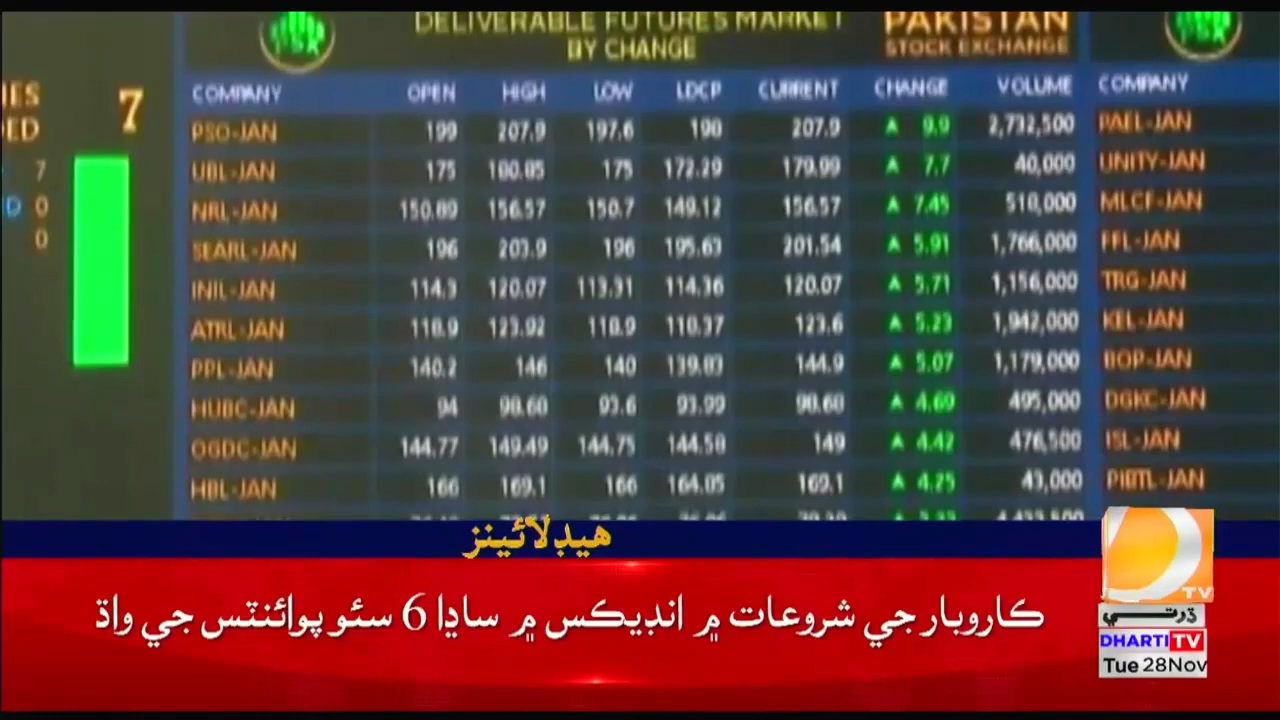 DELIVERABLE FUTURES MARKET
BY CHANGE
PAKISTAN
STOCK EXCHANGE
7
7
0
0
COMPANY OPEN HIGH LOW LDCP CURRENT CHANGE VOLUME COMPANY
PSO-JAN 199 207.9 197.6 198 207.9 9.9 2,732,500 PAEL-JAN
UBL-JAN 175 180.85 175 172.29 179.99 7.7 40,000 UNITY-JAN
NRL-JAN 150.89 156.57 150.7 149.12 156.57 7.45 518,000 MLCF-JAN
SEARL-JAN 196 203.9 196 195.63 201.54 5.91 1,766,000 FFL-JAN
INIL-JAN 114.3 120.07 113.31 114.36 120.07 5.71 1,156,000 TRG-JAN
ATRL-JAN 118.9 123.92 118.9 118.37 123.6 5.23 1,942,000 KEL-JAN
PPL-JAN 140.2 146 140 139.83 144.9 5.07 1,179,000 BOP-JAN
HUBC-JAN 94 98.68 93.6 93.99 98.68 4.69 495,000 DGKC-JAN
OGDC-JAN 144.77 149.49 144.75 144.58 149 4.42 476,500 ISL-JAN
HBL-JAN 166 169.1 166 164.85 169.1 4.25 43,000 PIBTL-JAN
هيڊلائينز
ڪاروبار جي شروعات ۾ انڊيڪس ۾ ساڍا 6 سئو پوائنٽس جي واڌ
TV
ڌرتي
DHARTI TV
Tue 28Nov